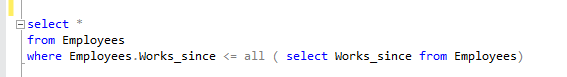 select *
from Employees
where Employees.Works_since <= all ( select Works_since from Employees)